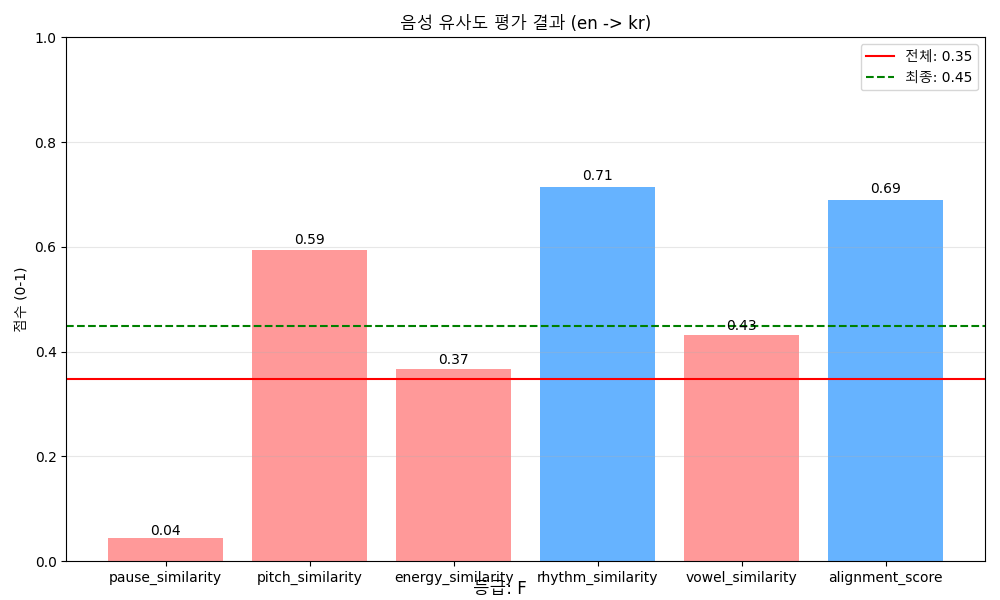 음성 유사도 평가 결과 (en -> kr)
전체: 0.35
최종: 0.45
점수 (0-1)
1.0
0.8
0.6
0.4
0.2
0.0
0.04
0.59
0.37
0.71
0.43
0.69
pause_similarity
pitch_similarity
energy_similarity
rhythm_similarity
vowel_similarity
alignment_score
등급: F